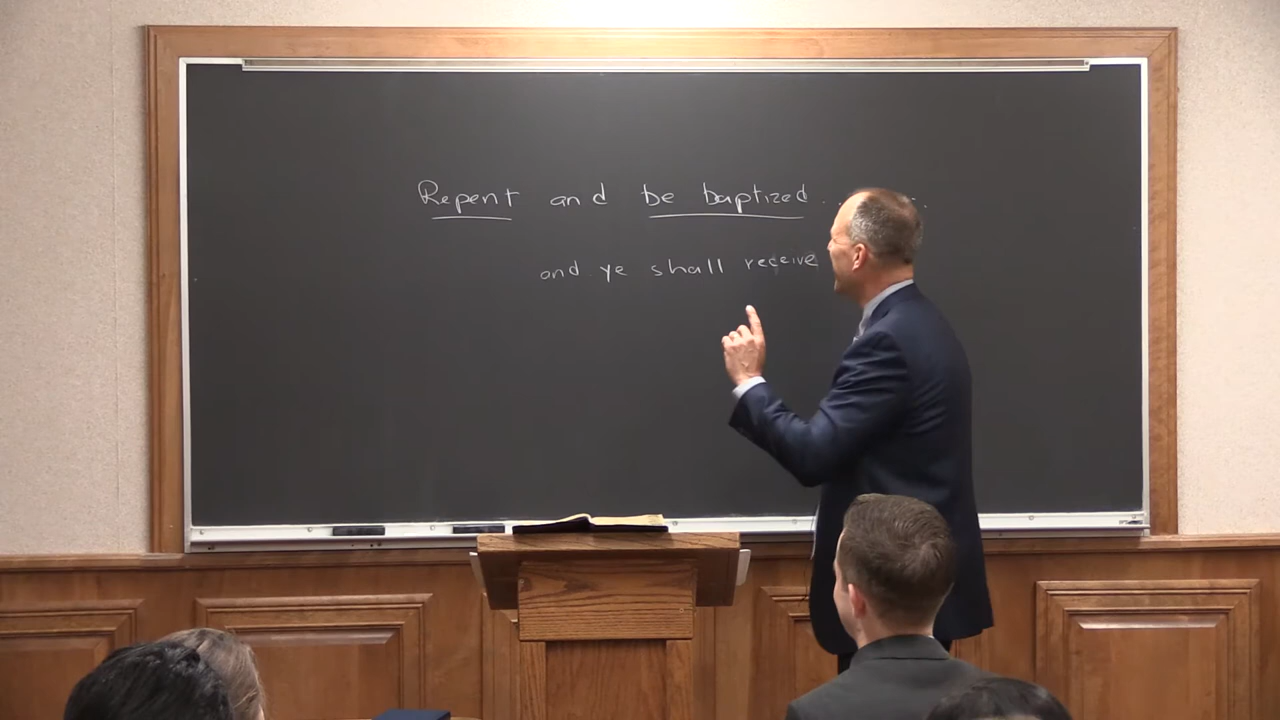 Repent and be baptized . . . .
and ye shall receive